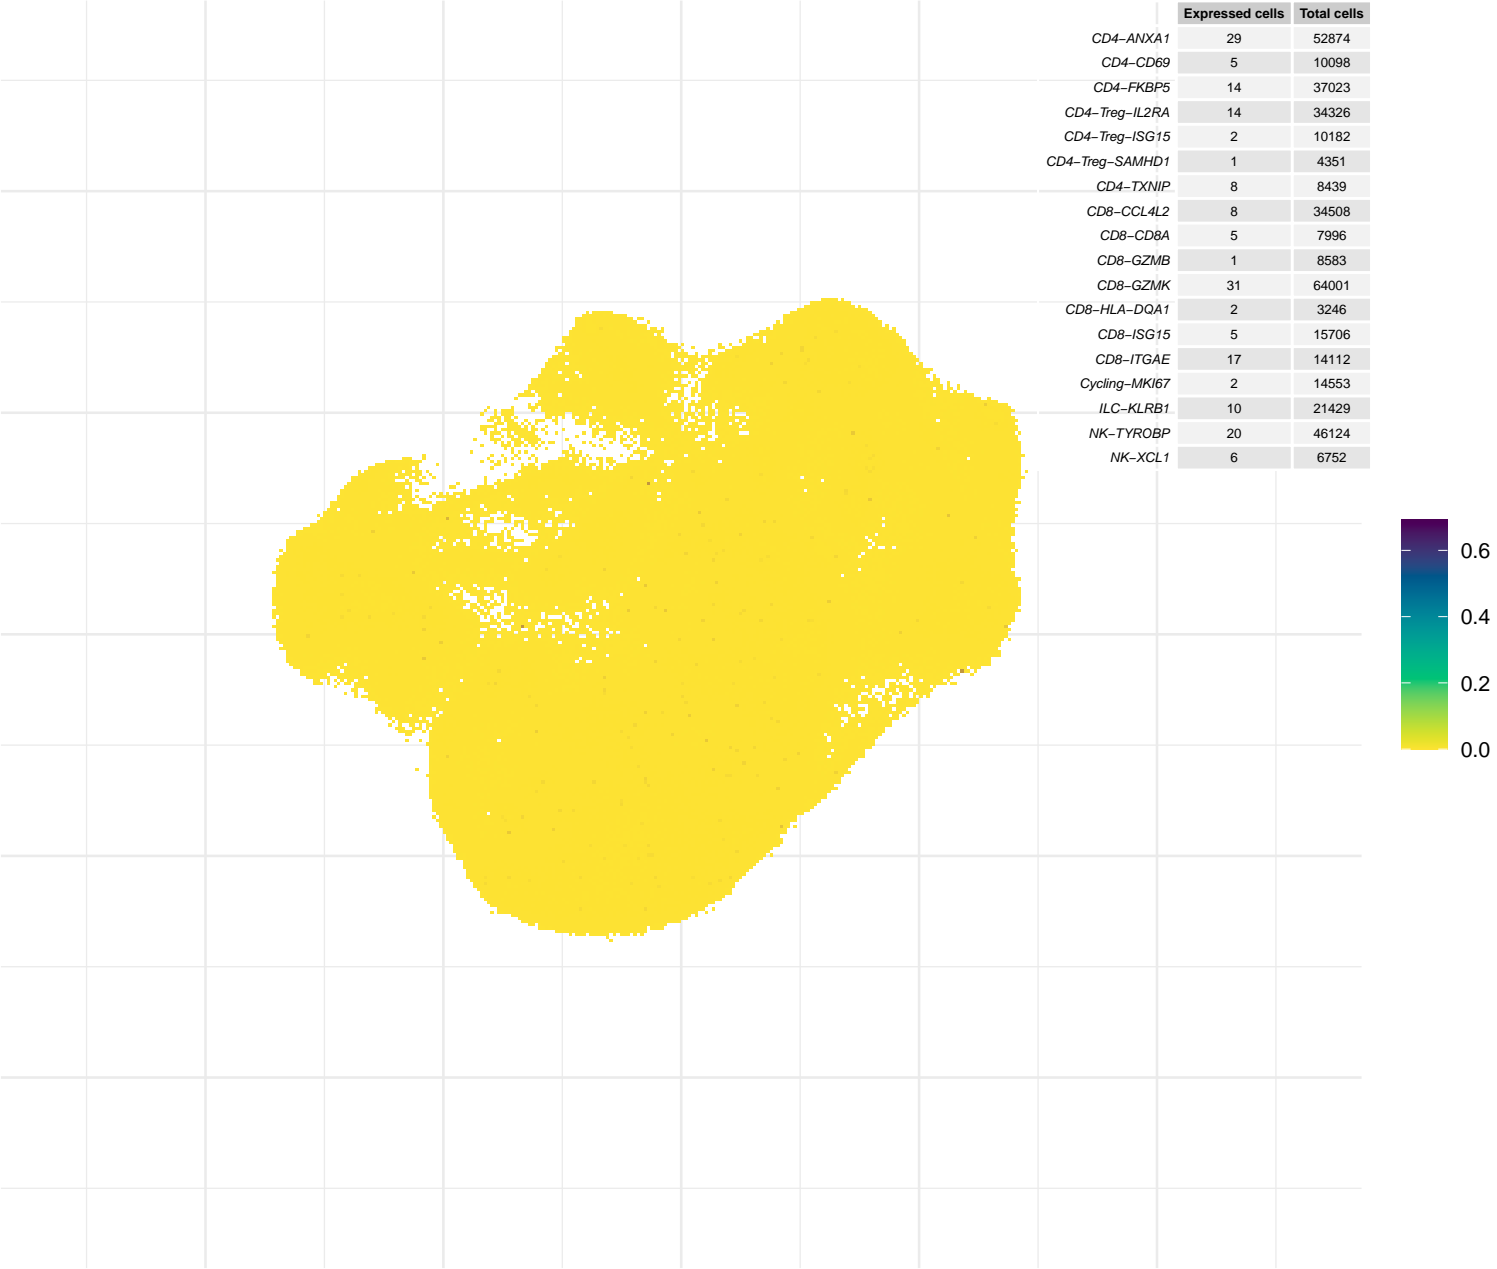 Expressed cells Total cells
CD4−ANXA1 29 52874
CD4−CD69 5 10098
CD4−FKBP5 14 37023
CD4−Treg−IL2RA 14 34326
CD4−Treg−ISG15 2 10182
CD4−Treg−SAMHD1 1 4351
CD4−TXNIP 8 8439
CD8−CCL4L2 8 34508
CD8−CD8A 5 7996
CD8−GZMB 1 8583
CD8−GZMK 31 64001
CD8−HLA−DQA1 2 3246
CD8−ISG15 5 15706
CD8−ITGAE 17 14112
Cycling−MKI67 2 14553
ILC−KLRB1 10 21429
NK−TYROBP 20 46124
NK−XCL1 6 6752
0.6
0.4
0.2
0.0